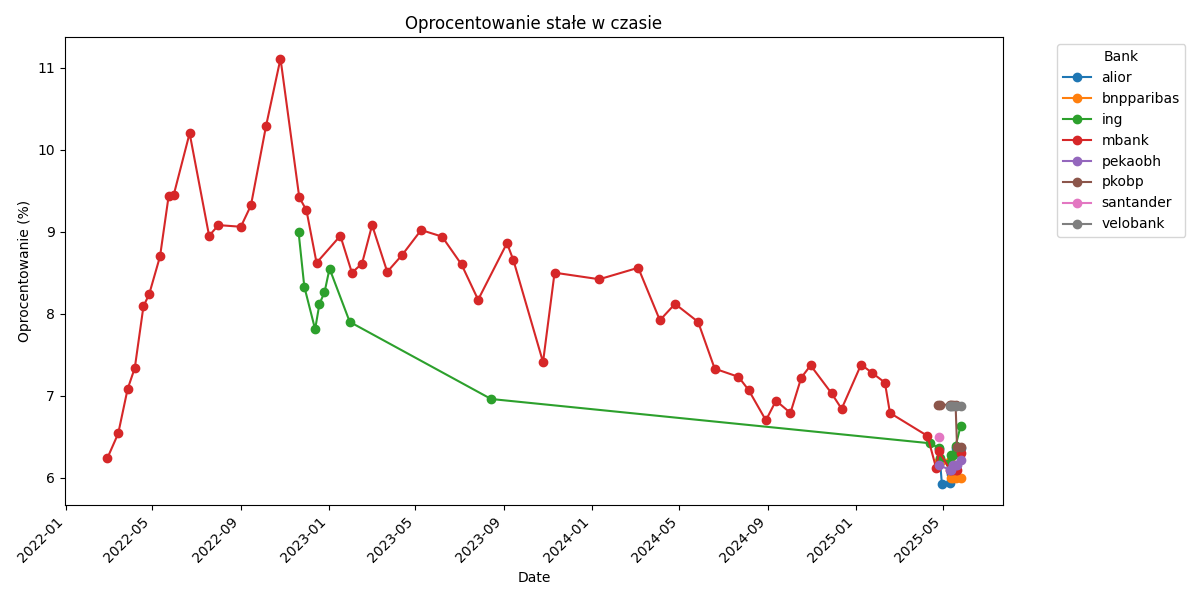 Oprocentowanie stałe w czasie
Oprocentowanie (%)
11
10
9
8
7
6
2022-01
2022-05
2022-09
2023-01
2023-05
2023-09
2024-01
2024-05
2024-09
2025-01
2025-05
Date
Bank
alior
bnpparibas
ing
mbank
pekaobh
pkobp
santander
velobank